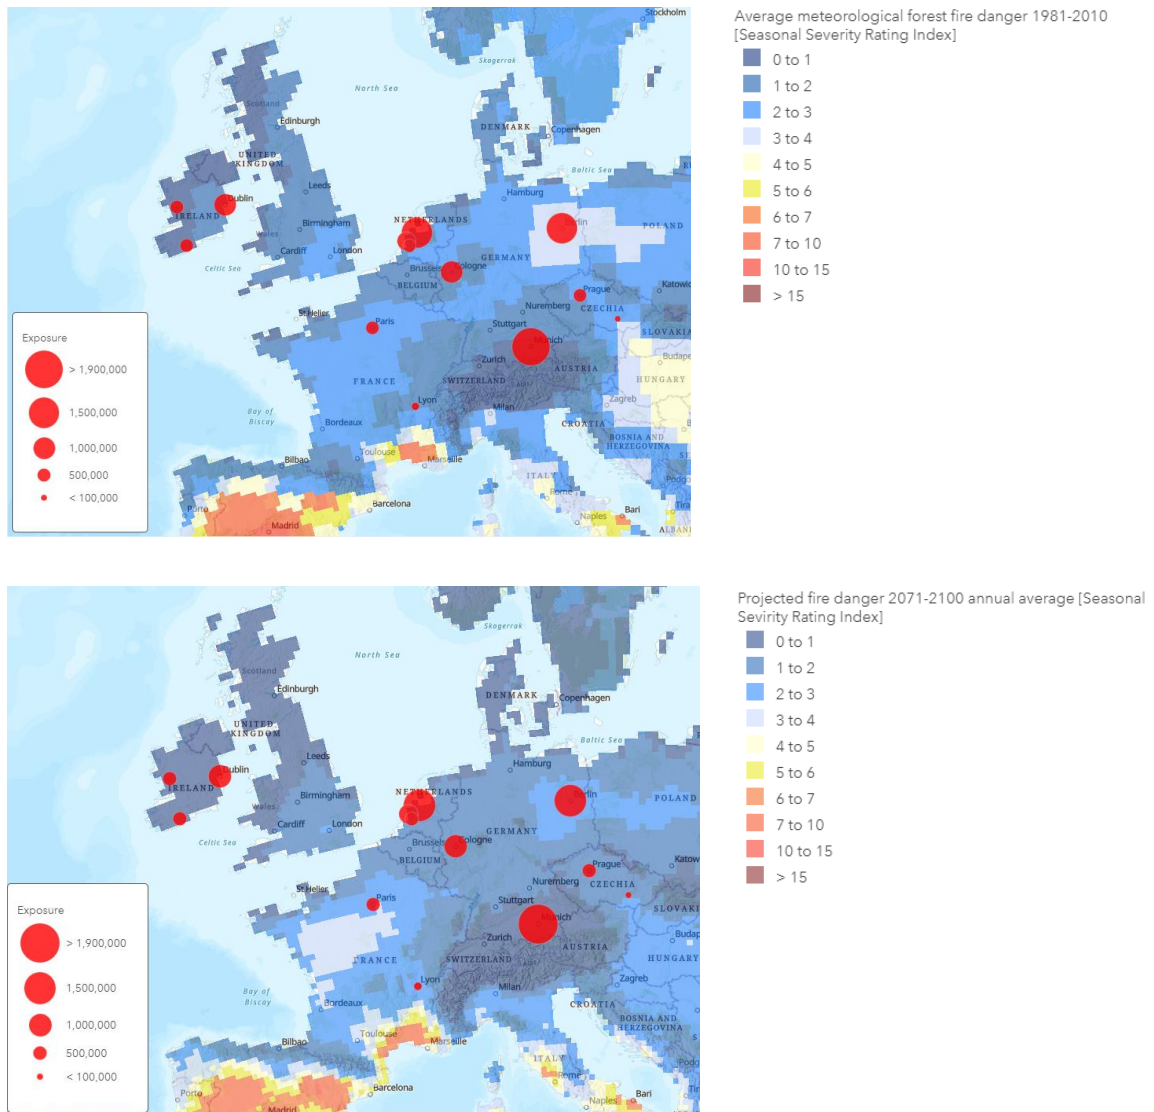 Stockholm
Skagerrak
North Sea
Scotland
Edinburgh
DENMARK
Copenhagen
UNITED
KINGDOM
Baltic Sea
Leeds
Hamburg
Dublin
IRELAND
Birmingham
NETHERLANDS
Berlin
POLAND
Wales
Cardiff
London
GERMANY
Celtic Sea
Brussels
Cologne
BELGIUM
Prague
Katowic
Nuremberg
CZECHIA
St Helier
Paris
Stuttgart
SLOVAKIA
Munich
Zurich
AUSTRIA
Budape
FRANCE
SWITZERLAND
HUNGARY
Lyon
Milan
Zagreb
Bay of
Biscay
Bordeaux
CROATIA
BOSNIA AND
HERZEGOVINA
Toulouse
Marseille
Bilbao
ITALY
Rome
Podg
Porto
Barcelona
Naples
Bari
Tira
Madrid
ALBAN
Exposure
> 1,900,000
1,500,000
1,000,000
500,000
< 100,000
Average meteorological forest fire danger 1981-2010
[Seasonal Severity Rating Index]
0 to 1
1 to 2
2 to 3
3 to 4
4 to 5
5 to 6
6 to 7
7 to 10
10 to 15
> 15
Skagerrak
North Sea
Scotland
Edinburgh
DENMARK
Copenhagen
UNITED
KINGDOM
Baltic Sea
Leeds
Hamburg
Dublin
IRELAND
Birmingham
NETHERLANDS
Berlin
POLAND
Wales
Cardiff
London
GERMANY
Celtic Sea
Brussels
Cologne
BELGIUM
Prague
Katow
Nuremberg
CZECHIA
St Helier
Paris
Stuttgart
SLOVAKI
Munich
Zurich
AUSTRIA
Budap
FRANCE
SWITZERLAND
HUNGARY
Lyon
Milan
Zagreb
Bay of
Biscay
Bordeaux
CROATIA
BOSNIA AND
HERZEGOVINA
Toulouse
Marseille
Bilbao
ITALY
Rome
Podg
Porto
Barcelona
Naples
Bari
Madrid
Exposure
> 1,900,000
1,500,000
1,000,000
500,000
< 100,000
Projected fire danger 2071-2100 annual average [Seasonal
Sevirity Rating Index]
0 to 1
1 to 2
2 to 3
3 to 4
4 to 5
5 to 6
6 to 7
7 to 10
10 to 15
> 15